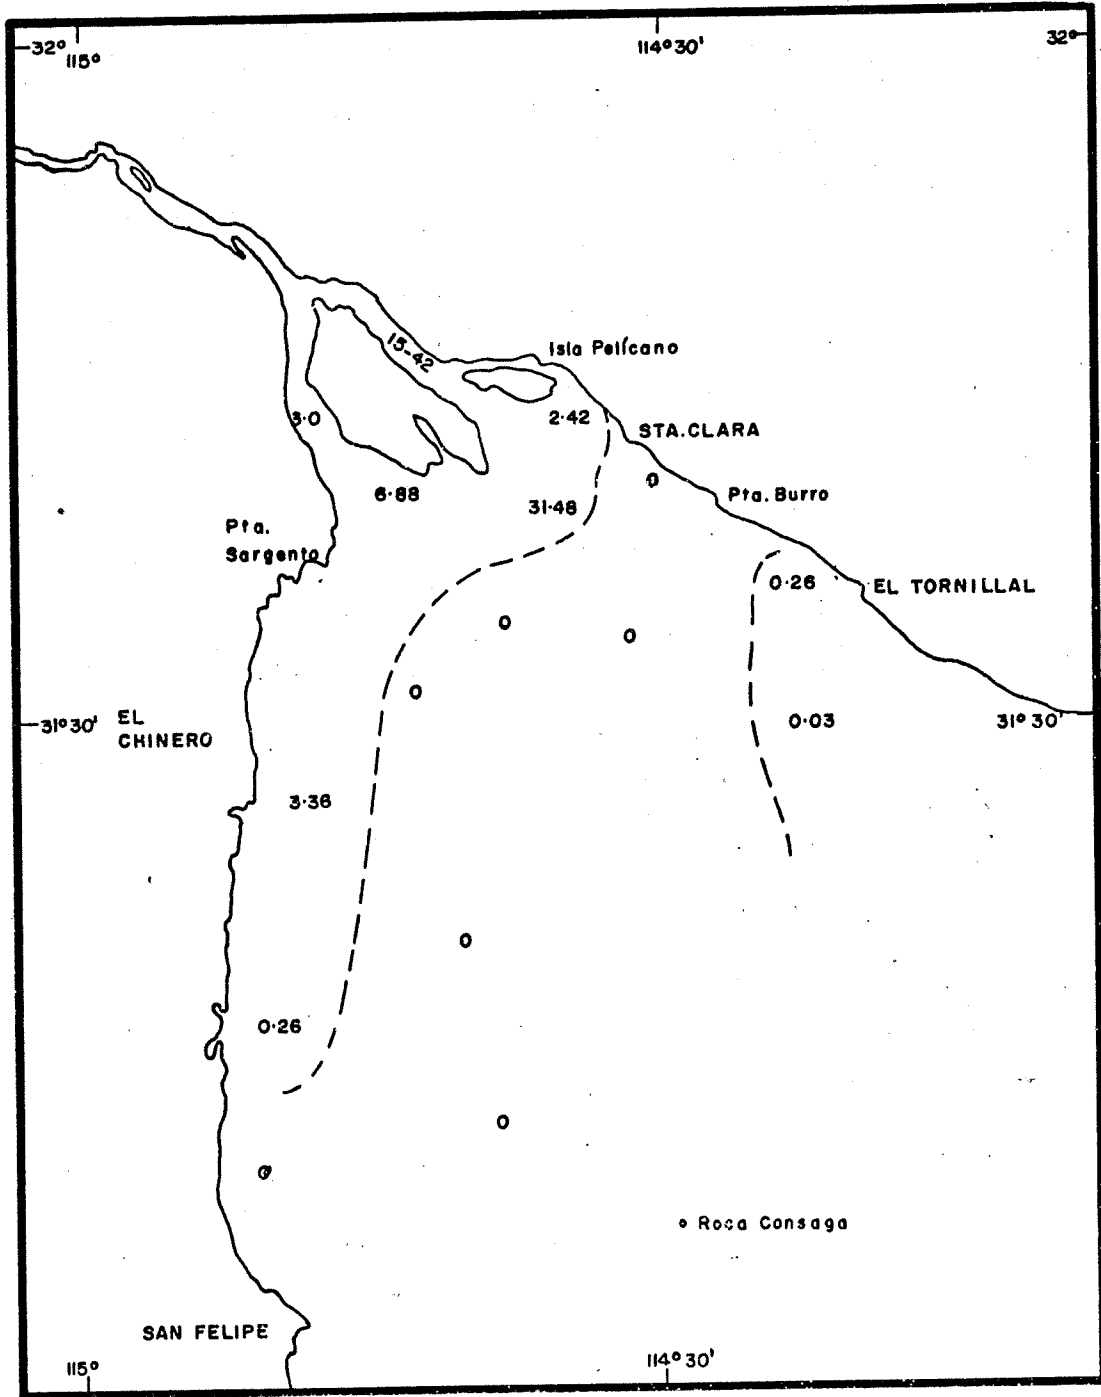 32°
115°
114°30'
32°
Isla Pelícano
15-42
3.0
2.42
STA. CLARA
0
6.88
31.48
Pta. Burro
Pta.
Sargento
0.26
EL TORNILLAL
0
0
0
31°30'
EL
CHINERO
0.03
31°30'
3.36
0
0.26
0
0
Roca Consaga
SAN FELIPE
115°
114°30'